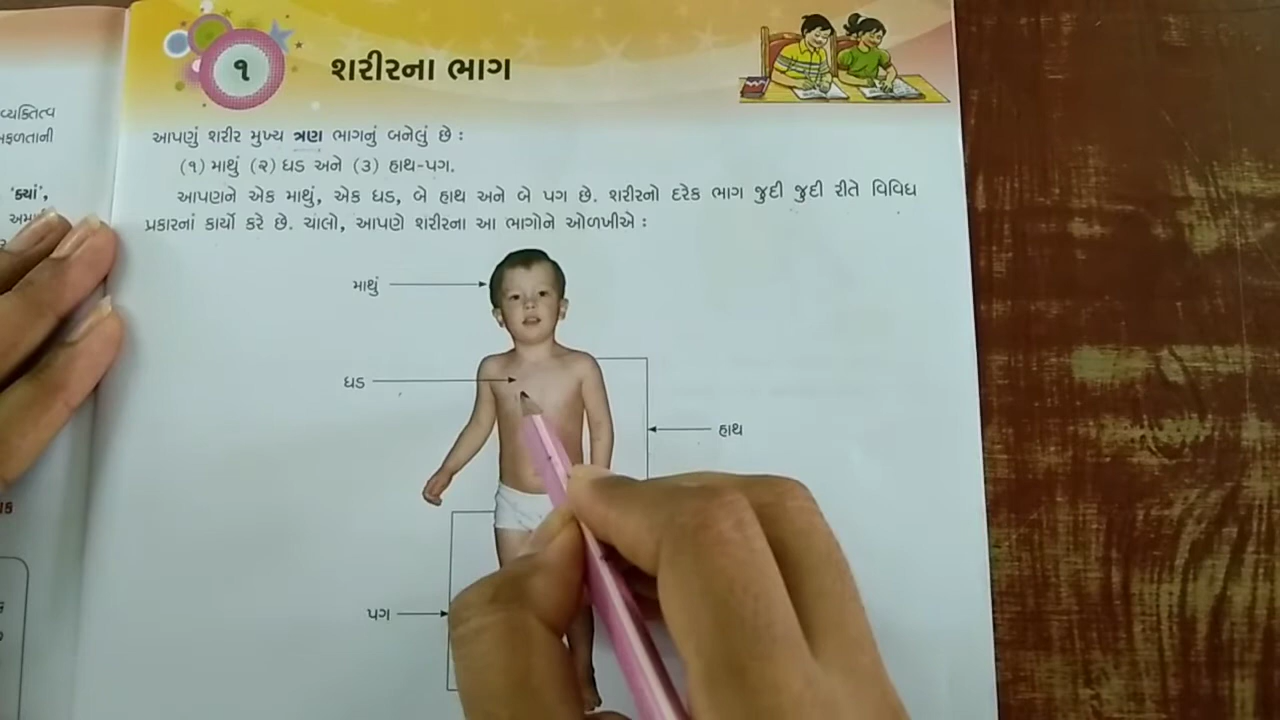 વ્યક્તિત્વ
'ક્યાં',
૧
શરીરના ભાગ
આપણું શરીર મુખ્ય ત્રણ ભાગનું બનેલું છે :
(૧) માથું (૨) ધડ અને (૩) હાથ-પગ.
આપણને એક માથું, એક ધડ, બે હાથ અને બે પગ છે. શરીરનો દરેક ભાગ જુદી જુદી રીતે વિવિધ
પ્રકારનાં કાર્યો કરે છે. ચાલો, આપણે શરીરના આ ભાગોને ઓળખીએ :
માથું
ધડ
હાથ
પગ